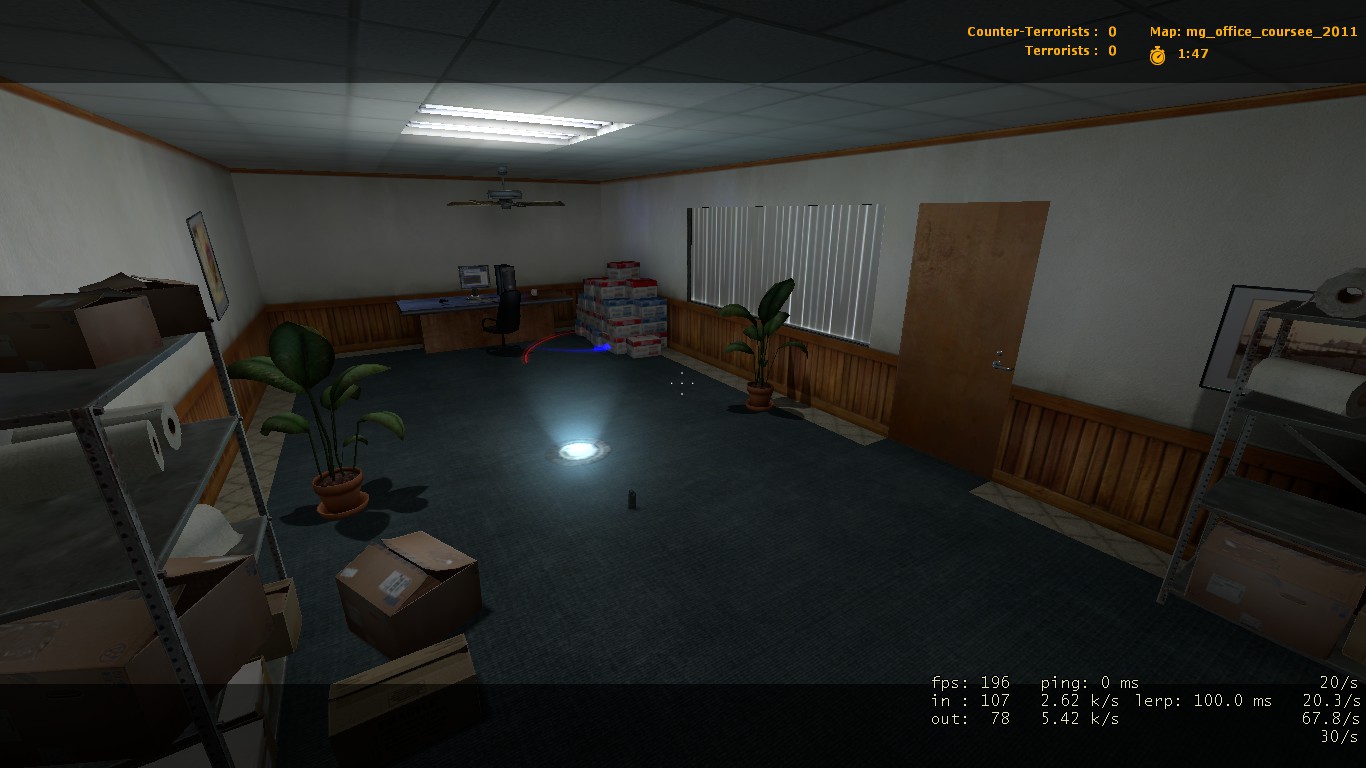 Counter-Terrorists : 0 Map: mg_office_coursee_2011
Terrorists : 0 1:47
fps: 196 ping: 0 ms 20/s
in : 107 2.62 k/s lerp: 100.0 ms 20.3/s
out: 78 5.42 k/s 67.8/s
30/s